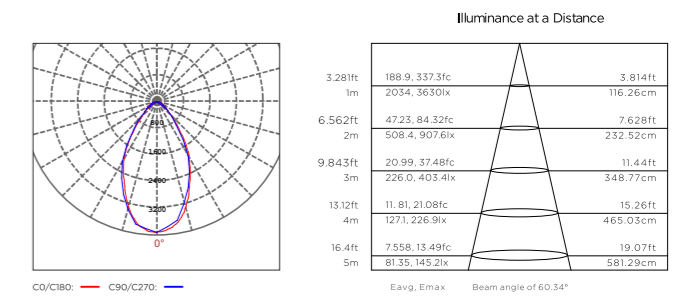 Illuminance at a Distance
800
1600
2400
3200
0°
C0/C180: C90/C270:
3.281ft 188.9, 337.3fc 3.814ft
1m 2034, 3630lx 116.26cm
6.562ft 47.23, 84.32fc 7.628ft
2m 508.4, 907.6lx 232.52cm
9.843ft 20.99, 37.48fc 11.44ft
3m 226.0, 403.4lx 348.77cm
13.12ft 11.81, 21.08fc 15.26ft
4m 127.1, 226.9lx 465.03cm
16.4ft 7.558, 13.49fc 19.07ft
5m 81.35, 145.2lx 581.29cm
Eavg, Emax Beam angle of 60.34°